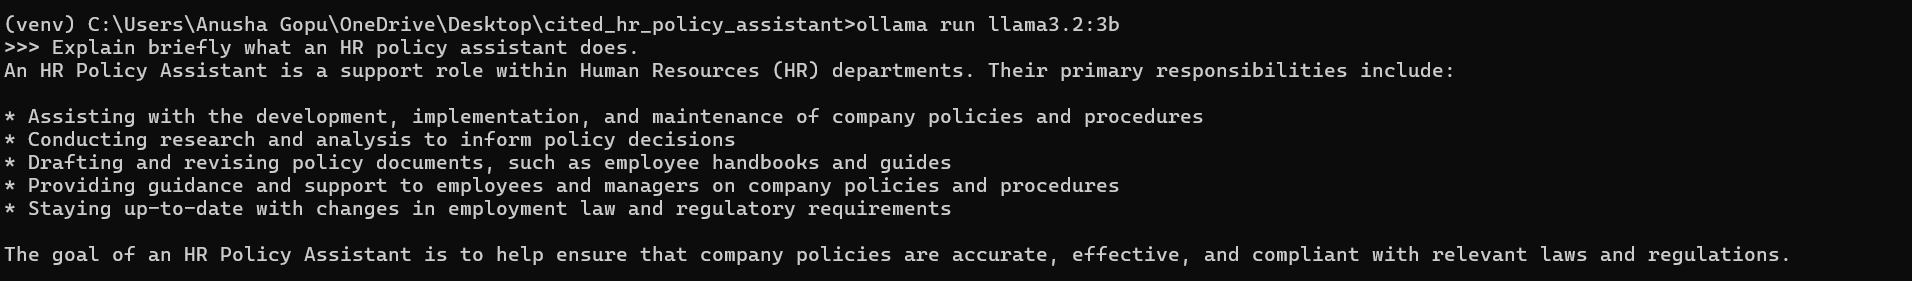 (venv) C:\Users\Anusha Gopu\OneDrive\Desktop\cited_hr_policy_assistant>ollama run llama3.2:3b
>>> Explain briefly what an HR policy assistant does.
An HR Policy Assistant is a support role within Human Resources (HR) departments. Their primary responsibilities include:
* Assisting with the development, implementation, and maintenance of company policies and procedures
* Conducting research and analysis to inform policy decisions
* Drafting and revising policy documents, such as employee handbooks and guides
* Providing guidance and support to employees and managers on company policies and procedures
* Staying up-to-date with changes in employment law and regulatory requirements
The goal of an HR Policy Assistant is to help ensure that company policies are accurate, effective, and compliant with relevant laws and regulations.